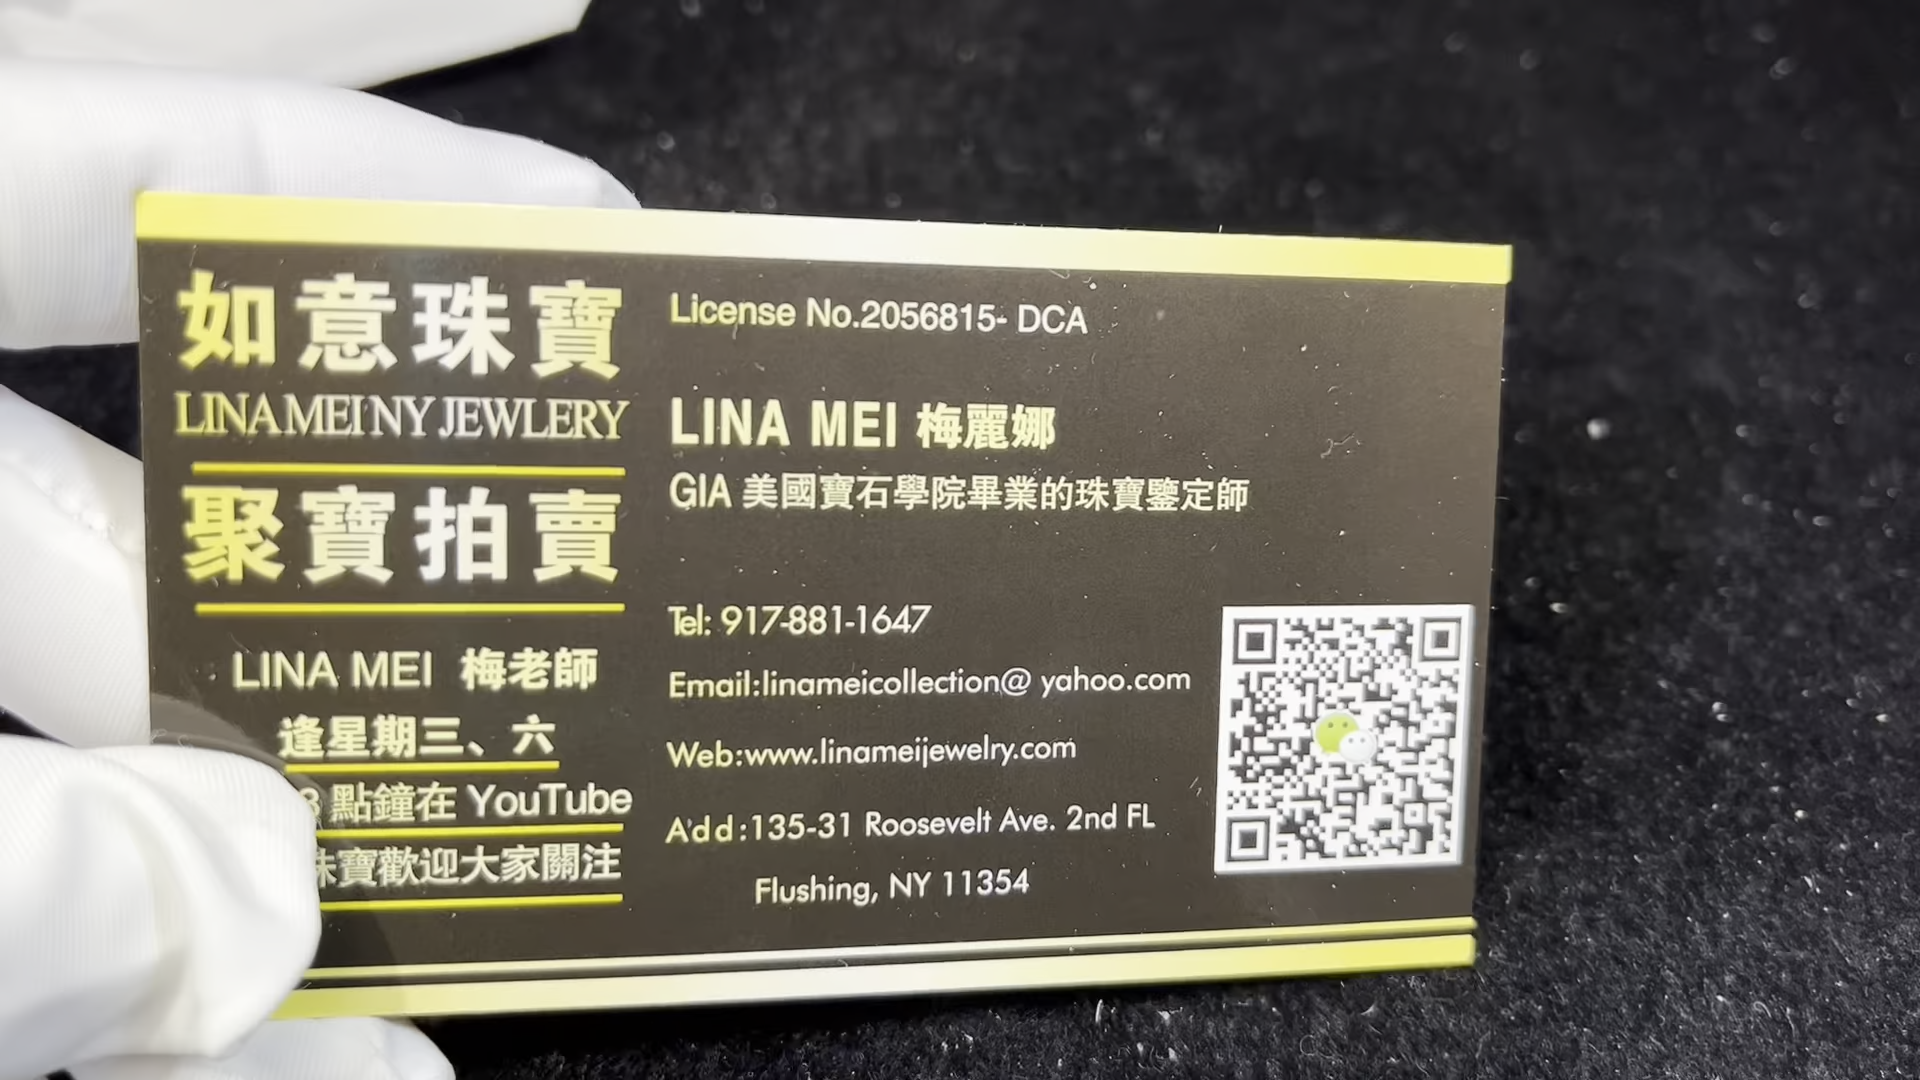 如意珠寶
LINA MEI NY JEWLERY
聚寶拍賣
LINA MEI 梅老師
逢星期三、六
點鐘在 YouTube
寶歡迎大家關注
License No.2056815- DCA
LINA MEI 梅麗娜
GIA 美國寶石學院畢業的珠寶鑒定師
Tel: 917-881-1647
Email:linameicollection@ yahoo.com
Web:www.linameijewelry.com
Add:135-31 Roosevelt Ave. 2nd FL
Flushing, NY 11354